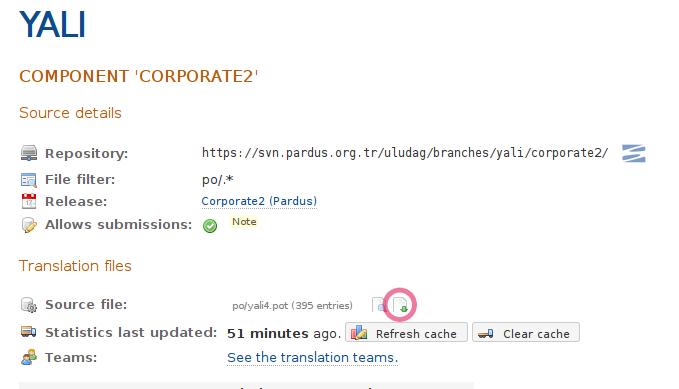 YALI
COMPONENT 'CORPORATE2'
Source details
Repository: https://svn.pardus.org.tr/uludag/branches/yali/corporate2/
File filter: po/.*
Release: Corporate2 (Pardus)
Allows submissions: Note
Translation files
Source file: po/yali4.pot (395 entries)
Statistics last updated: 51 minutes ago. Refresh cache Clear cache
Teams: See the translation teams.